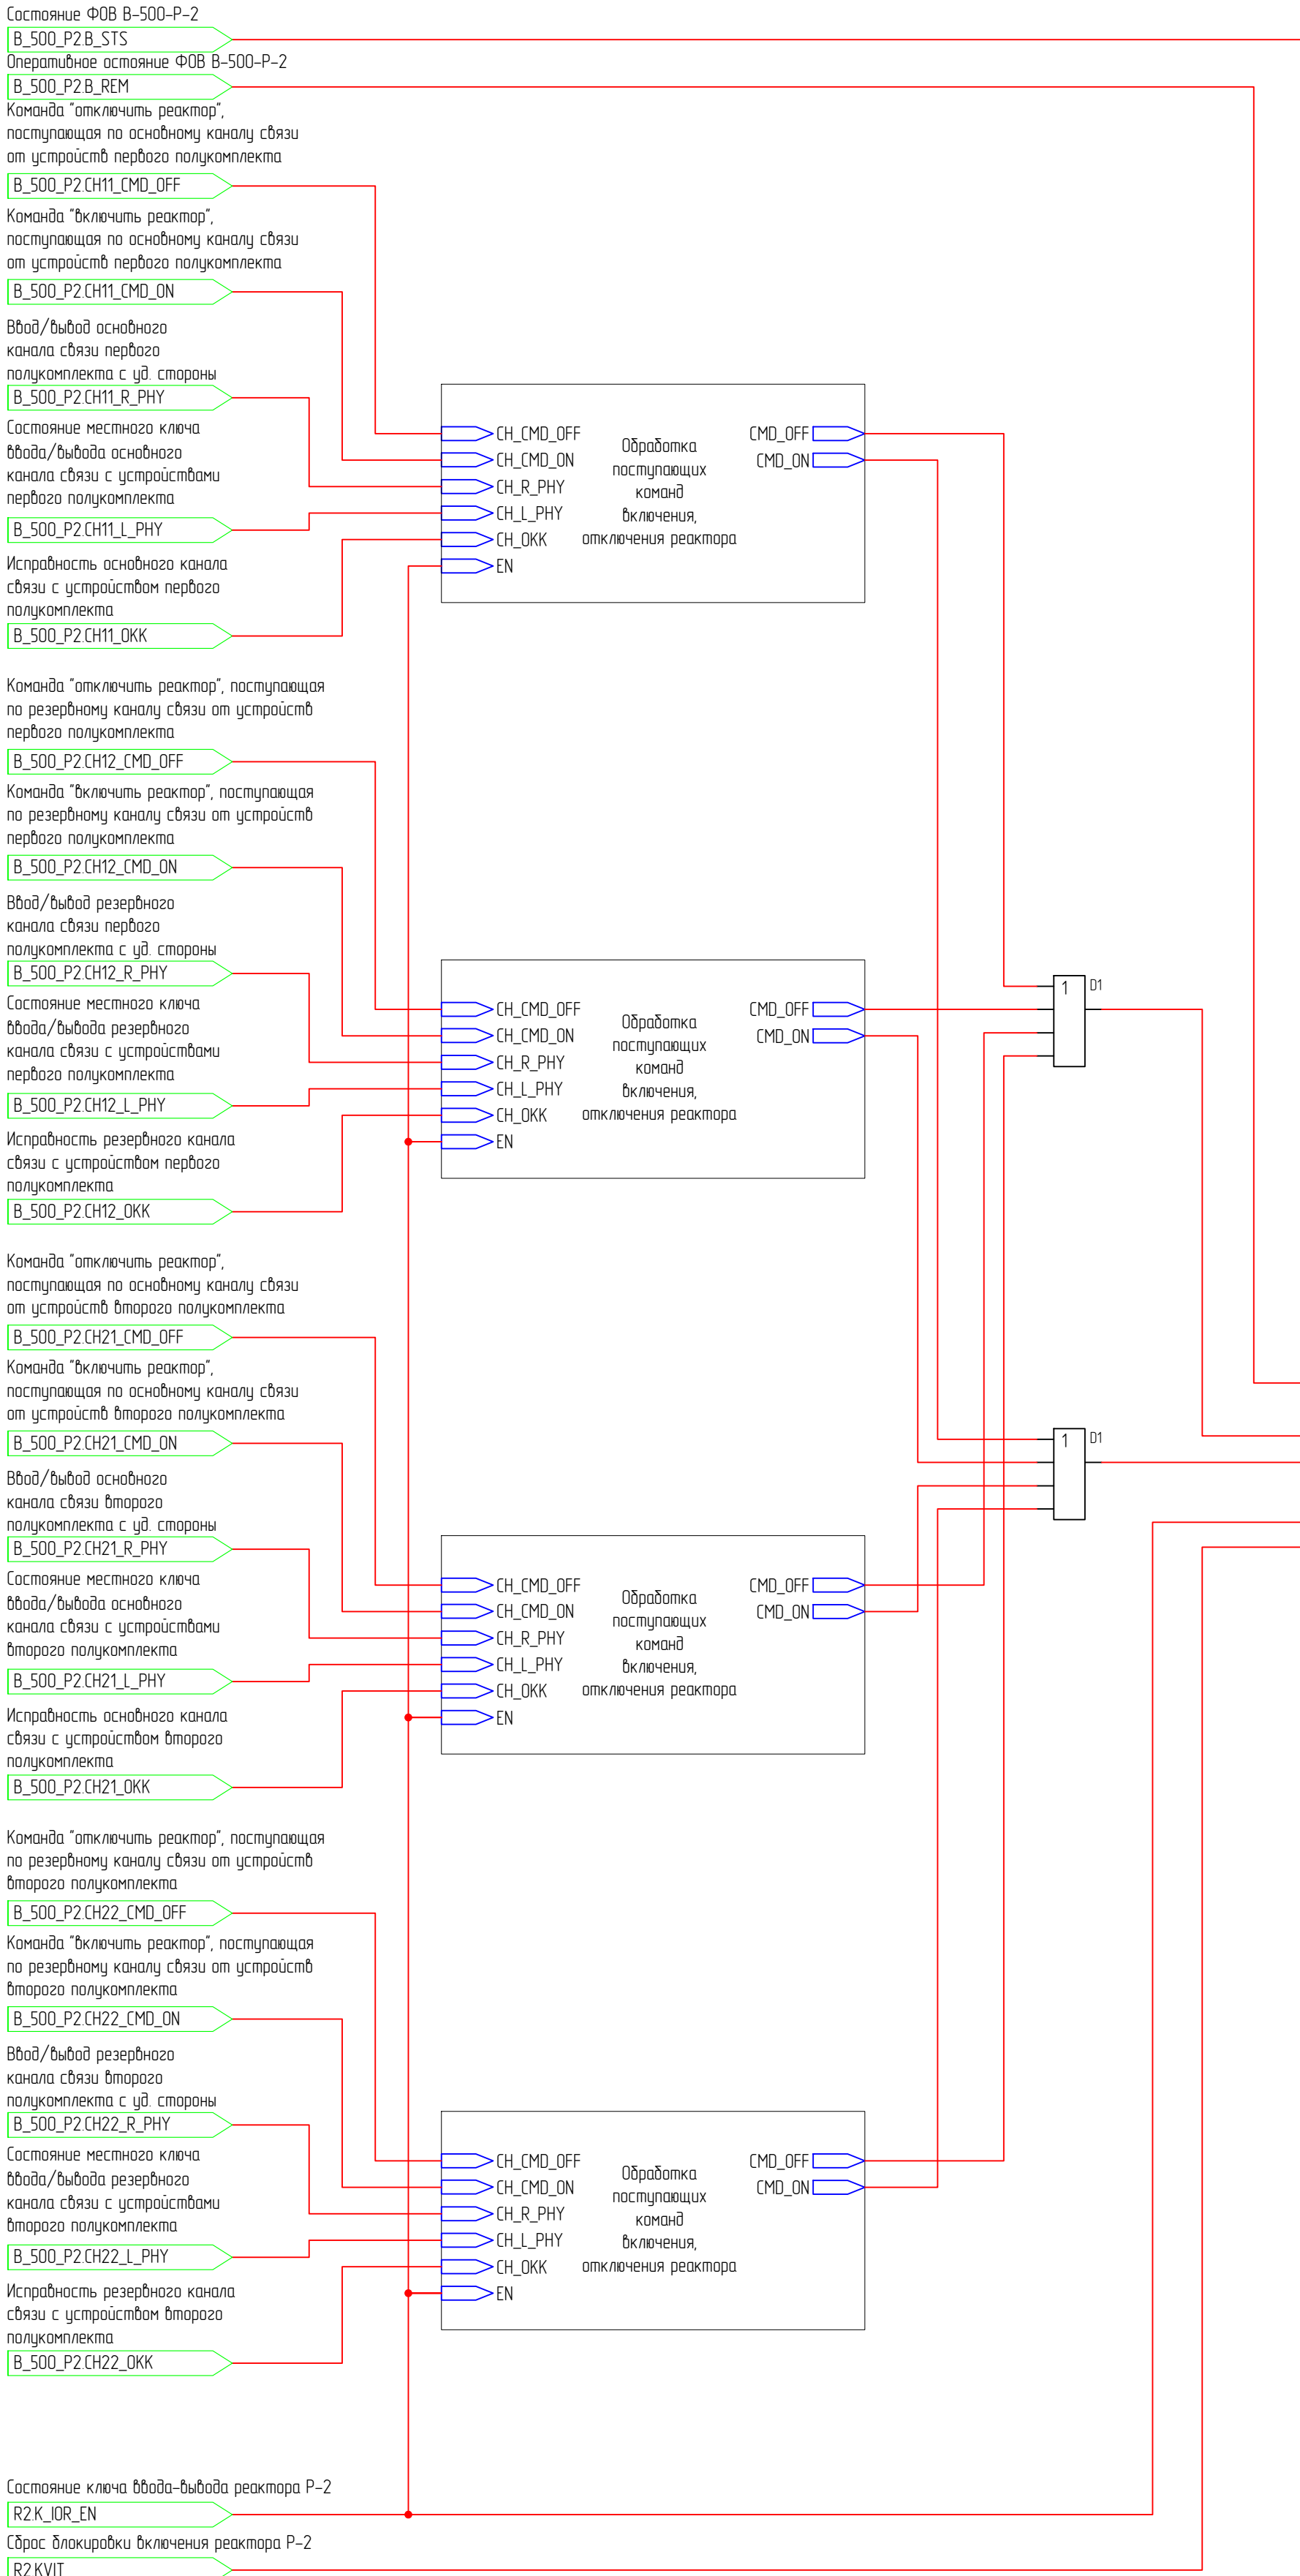 Состояние ФОВ В-500-Р-2
B_500_P2.B_STS
Оперативное остояние ФОВ В-500-Р-2
B_500_P2.B_REM
Команда "отключить реактор",
поступающая по основному каналу связи
от устройств первого полукомплекта
B_500_P2.CH11_CMD_OFF
Команда "включить реактор",
поступающая по основному каналу связи
от устройств первого полукомплекта
B_500_P2.CH11_CMD_ON
Ввод/вывод основного
канала связи первого
полукомплекта с уд. стороны
B_500_P2.CH11_R_PHY
Состояние местного ключа
ввода/вывода основного
канала связи с устройствами
первого полукомплекта
B_500_P2.CH11_L_PHY
Исправность основного канала
связи с устройством первого
полукомплекта
B_500_P2.CH11_OKK
CH_CMD_OFF
CH_CMD_ON
CH_R_PHY
CH_L_PHY
CH_OKK
EN
Обработка
поступающих
команд
включения,
отключения реактора
CMD_OFF
CMD_ON
Команда "отключить реактор", поступающая
по резервному каналу связи от устройств
первого полукомплекта
B_500_P2.CH12_CMD_OFF
Команда "включить реактор", поступающая
по резервному каналу связи от устройств
первого полукомплекта
B_500_P2.CH12_CMD_ON
Ввод/вывод резервного
канала связи первого
полукомплекта с уд. стороны
B_500_P2.CH12_R_PHY
Состояние местного ключа
ввода/вывода резервного
канала связи с устройствами
первого полукомплекта
B_500_P2.CH12_L_PHY
Исправность резервного канала
связи с устройством первого
полукомплекта
B_500_P2.CH12_OKK
CH_CMD_OFF
CH_CMD_ON
CH_R_PHY
CH_L_PHY
CH_OKK
EN
Обработка
поступающих
команд
включения,
отключения реактора
CMD_OFF
CMD_ON
1 D1
Команда "отключить реактор",
поступающая по основному каналу связи
от устройств второго полукомплекта
B_500_P2.CH21_CMD_OFF
Команда "включить реактор",
поступающая по основному каналу связи
от устройств второго полукомплекта
B_500_P2.CH21_CMD_ON
Ввод/вывод основного
канала связи второго
полукомплекта с уд. стороны
B_500_P2.CH21_R_PHY
Состояние местного ключа
ввода/вывода основного
канала связи с устройствами
второго полукомплекта
B_500_P2.CH21_L_PHY
Исправность основного канала
связи с устройством второго
полукомплекта
B_500_P2.CH21_OKK
1 D1
CH_CMD_OFF
CH_CMD_ON
CH_R_PHY
CH_L_PHY
CH_OKK
EN
Обработка
поступающих
команд
включения,
отключения реактора
CMD_OFF
CMD_ON
Команда "отключить реактор", поступающая
по резервному каналу связи от устройств
второго полукомплекта
B_500_P2.CH22_CMD_OFF
Команда "включить реактор", поступающая
по резервному каналу связи от устройств
второго полукомплекта
B_500_P2.CH22_CMD_ON
Ввод/вывод резервного
канала связи второго
полукомплекта с уд. стороны
B_500_P2.CH22_R_PHY
Состояние местного ключа
ввода/вывода резервного
канала связи с устройствами
второго полукомплекта
B_500_P2.CH22_L_PHY
Исправность резервного канала
связи с устройством второго
полукомплекта
B_500_P2.CH22_OKK
CH_CMD_OFF
CH_CMD_ON
CH_R_PHY
CH_L_PHY
CH_OKK
EN
Обработка
поступающих
команд
включения,
отключения реактора
CMD_OFF
CMD_ON
Состояние ключа ввода-вывода реактора Р-2
R2.K_IOR_EN
Сброс блокировки включения реактора Р-2
R2.KVIT